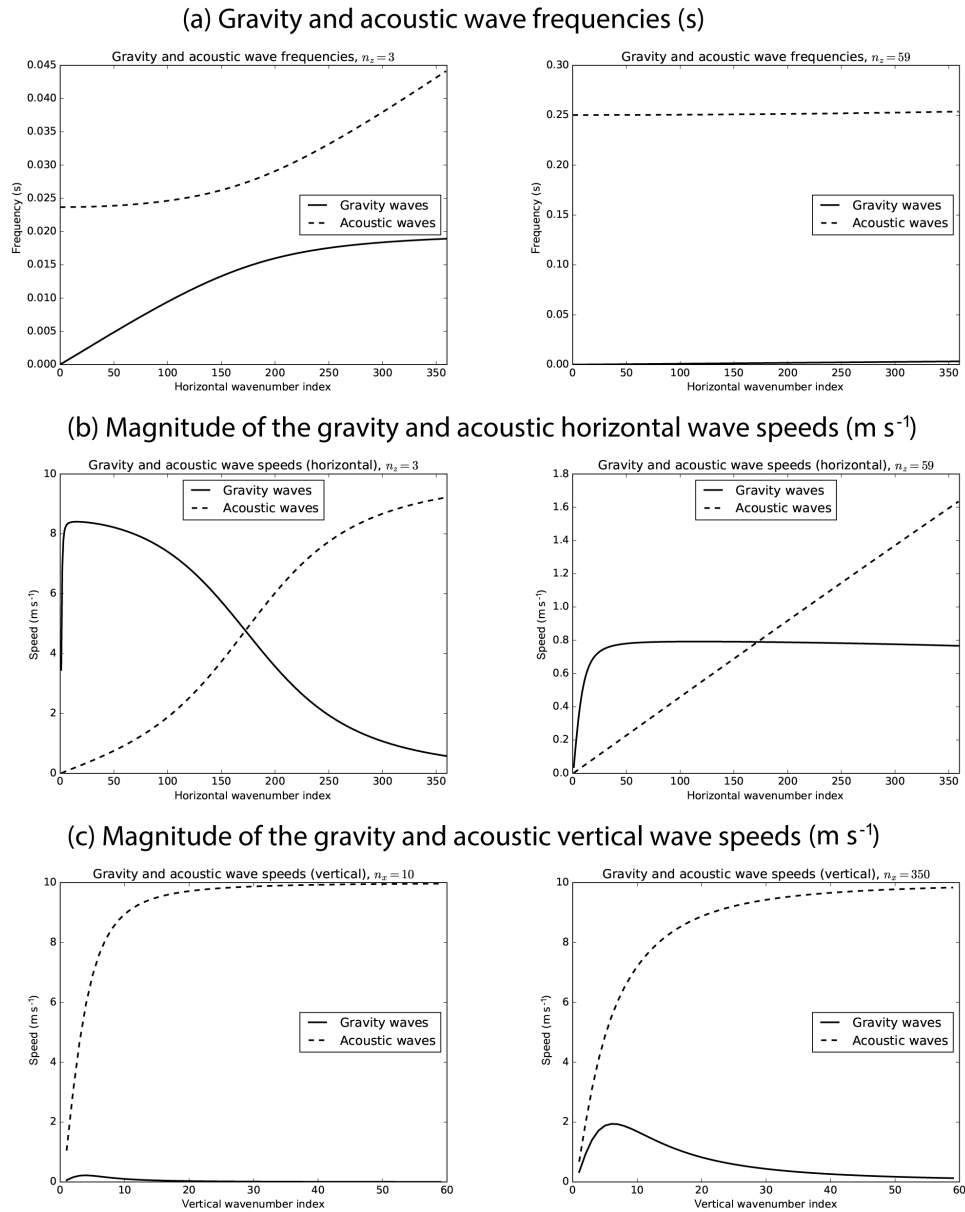 (a) Gravity and acoustic wave frequencies (s)
Gravity and acoustic wave frequencies, n_z = 3
0.045
0.040
0.035
0.030
0.025
0.020
0.015
0.010
0.005
0.000
Frequency (s)
Gravity waves
Acoustic waves
0 50 100 150 200 250 300 350
Horizontal wavenumber index
Gravity and acoustic wave frequencies, n_z = 59
0.30
0.25
0.20
0.15
0.10
0.05
0.00
Frequency (s)
Gravity waves
Acoustic waves
0 50 100 150 200 250 300 350
Horizontal wavenumber index
(b) Magnitude of the gravity and acoustic horizontal wave speeds (m s⁻¹)
Gravity and acoustic wave speeds (horizontal), n_z = 3
10
8
6
4
2
0
Speed (m s⁻¹)
Gravity waves
Acoustic waves
0 50 100 150 200 250 300 350
Horizontal wavenumber index
Gravity and acoustic wave speeds (horizontal), n_z = 59
1.8
1.6
1.4
1.2
1.0
0.8
0.6
0.4
0.2
0.0
Speed (m s⁻¹)
Gravity waves
Acoustic waves
0 50 100 150 200 250 300 350
Horizontal wavenumber index
(c) Magnitude of the gravity and acoustic vertical wave speeds (m s⁻¹)
Gravity and acoustic wave speeds (vertical), n_x = 10
10
8
6
4
2
0
Speed (m s⁻¹)
Gravity waves
Acoustic waves
0 10 20 30 40 50 60
Vertical wavenumber index
Gravity and acoustic wave speeds (vertical), n_x = 350
10
8
6
4
2
0
Speed (m s⁻¹)
Gravity waves
Acoustic waves
0 10 20 30 40 50 60
Vertical wavenumber index